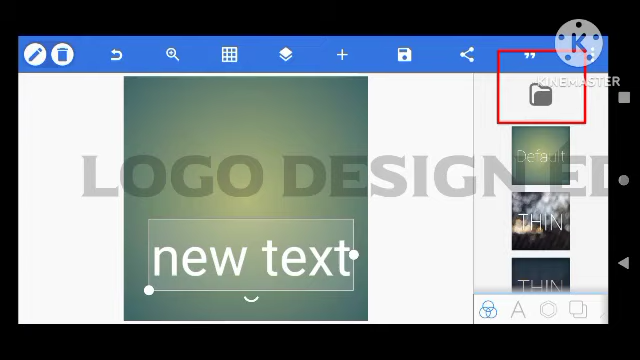 K
KINEMASTER
Default
LOGO DESIGN ED
THIN
new text
THIN
A